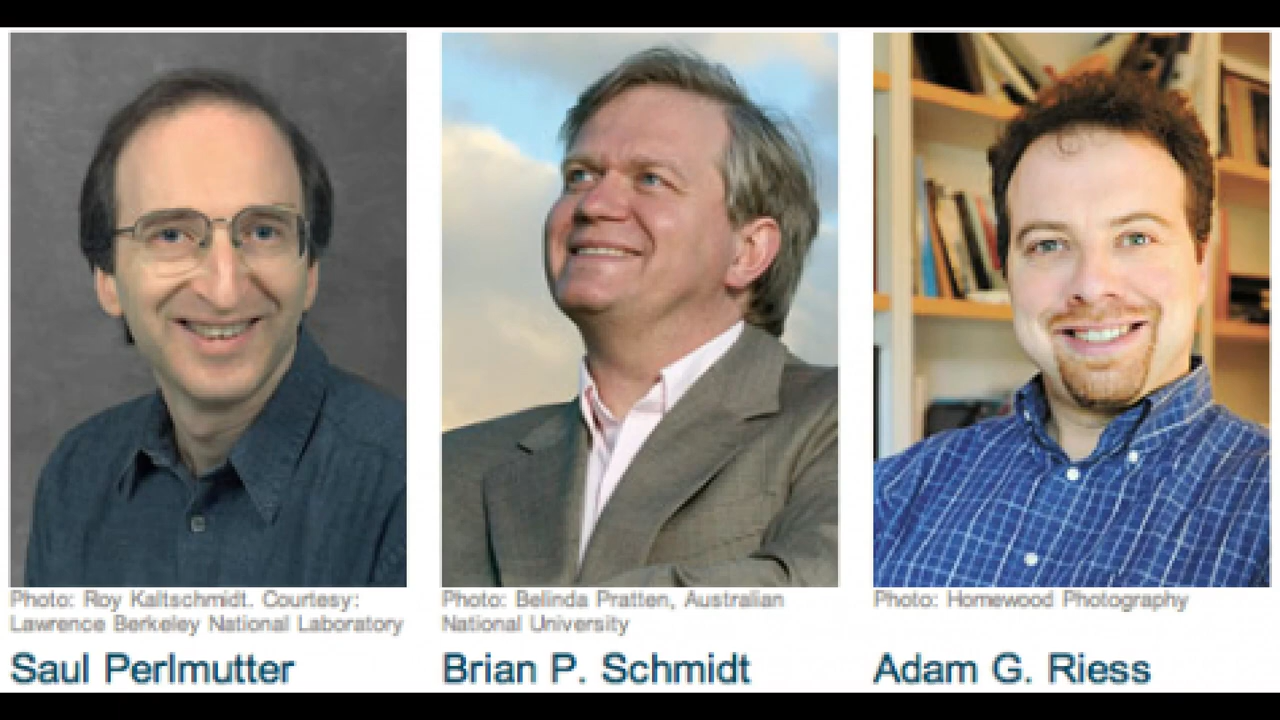 Photo: Roy Kaltschmidt. Courtesy:
Lawrence Berkeley National Laboratory
Saul Perlmutter
Photo: Belinda Pratten, Australian
National University
Brian P. Schmidt
Photo: Homewood Photography
Adam G. Riess